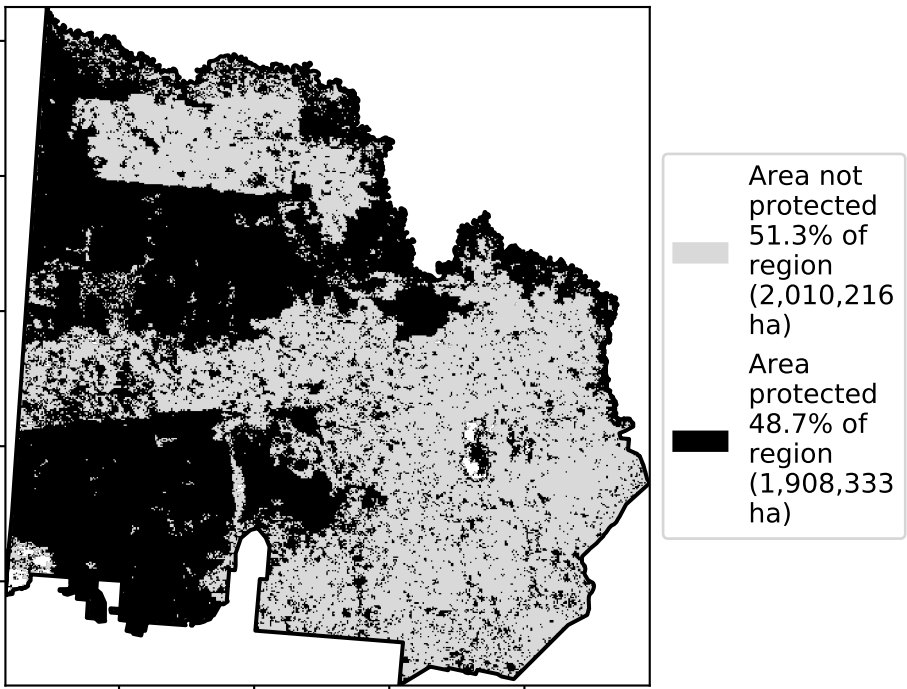 Area not
protected
51.3% of
region
(2,010,216
ha)
Area
protected
48.7% of
region
(1,908,333
ha)